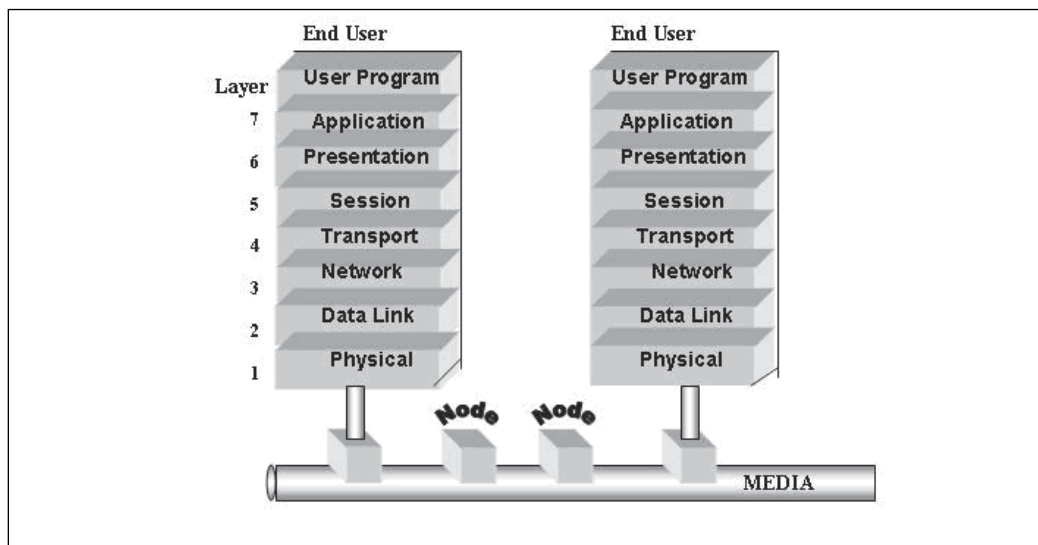 End User
End User
Layer
User Program
User Program
7
Application
Application
6
Presentation
Presentation
5
Session
Session
4
Transport
Transport
3
Network
Network
2
Data Link
Data Link
1
Physical
Physical
Node
Node
MEDIA